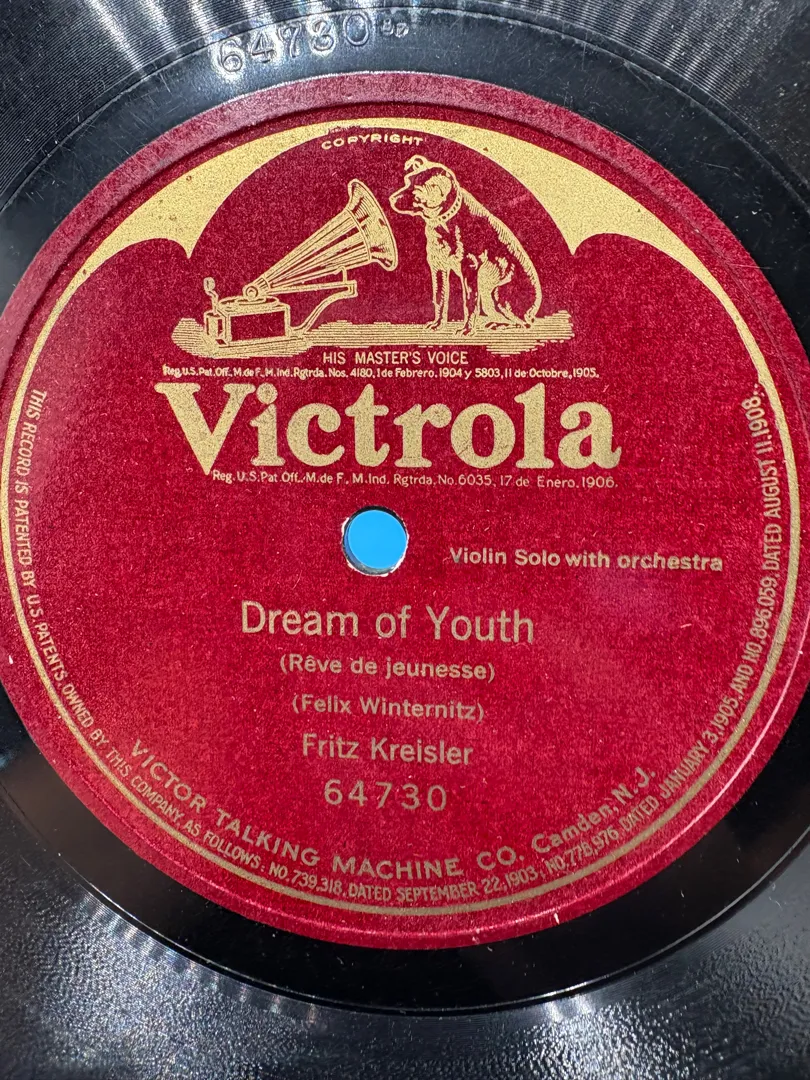 64730
COPYRIGHT
HIS MASTER'S VOICE
Reg.U.S.Pat.Off., M.de F., M.Ind. Rgtrda. Nos. 4180, 1 de Febrero, 1904 y 5803, 11 de Octobre, 1905.
Victrola
Reg. U.S. Pat. Off., M.de F., M.Ind. Rgtrda. No. 6035, 17 de Enero, 1906.
Violin Solo with orchestra
Dream of Youth
(Rêve de jeunesse)
(Felix Winternitz)
Fritz Kreisler
64730
VICTOR TALKING MACHINE CO. Camden, N. J.
THIS RECORD IS PATENTED BY U.S. PATENTS OWNED BY THIS COMPANY, AS FOLLOWS: NO. 739,318, DATED SEPTEMBER 22, 1903; NO. 778,976, DATED JANUARY 3, 1905, AND NO. 896,059, DATED AUGUST 11, 1908.